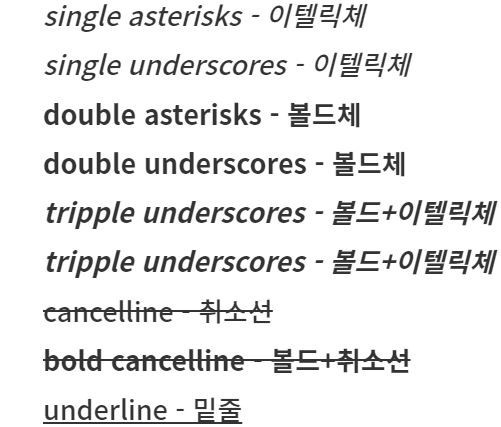 single asterisks - 이텔릭체
single underscores - 이텔릭체
double asterisks - 볼드체
double underscores - 볼드체
tripple underscores - 볼드+이텔릭체
tripple underscores - 볼드+이텔릭체
cancelline - 취소선
bold cancelline - 볼드+취소선
underline - 밑줄